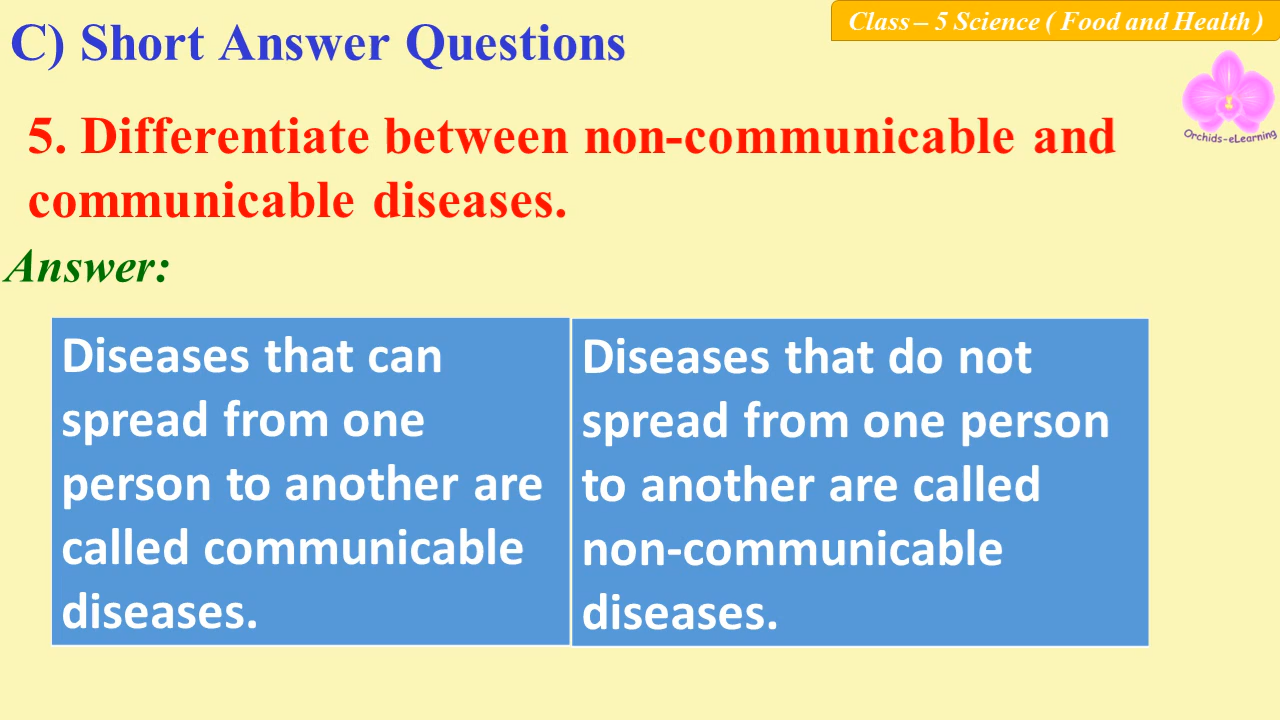 C) Short Answer Questions
Class – 5 Science ( Food and Health )
Orchids-eLearning
5. Differentiate between non-communicable and
communicable diseases.
Answer:
Diseases that can
spread from one
person to another are
called communicable
diseases.
Diseases that do not
spread from one person
to another are called
non-communicable
diseases.